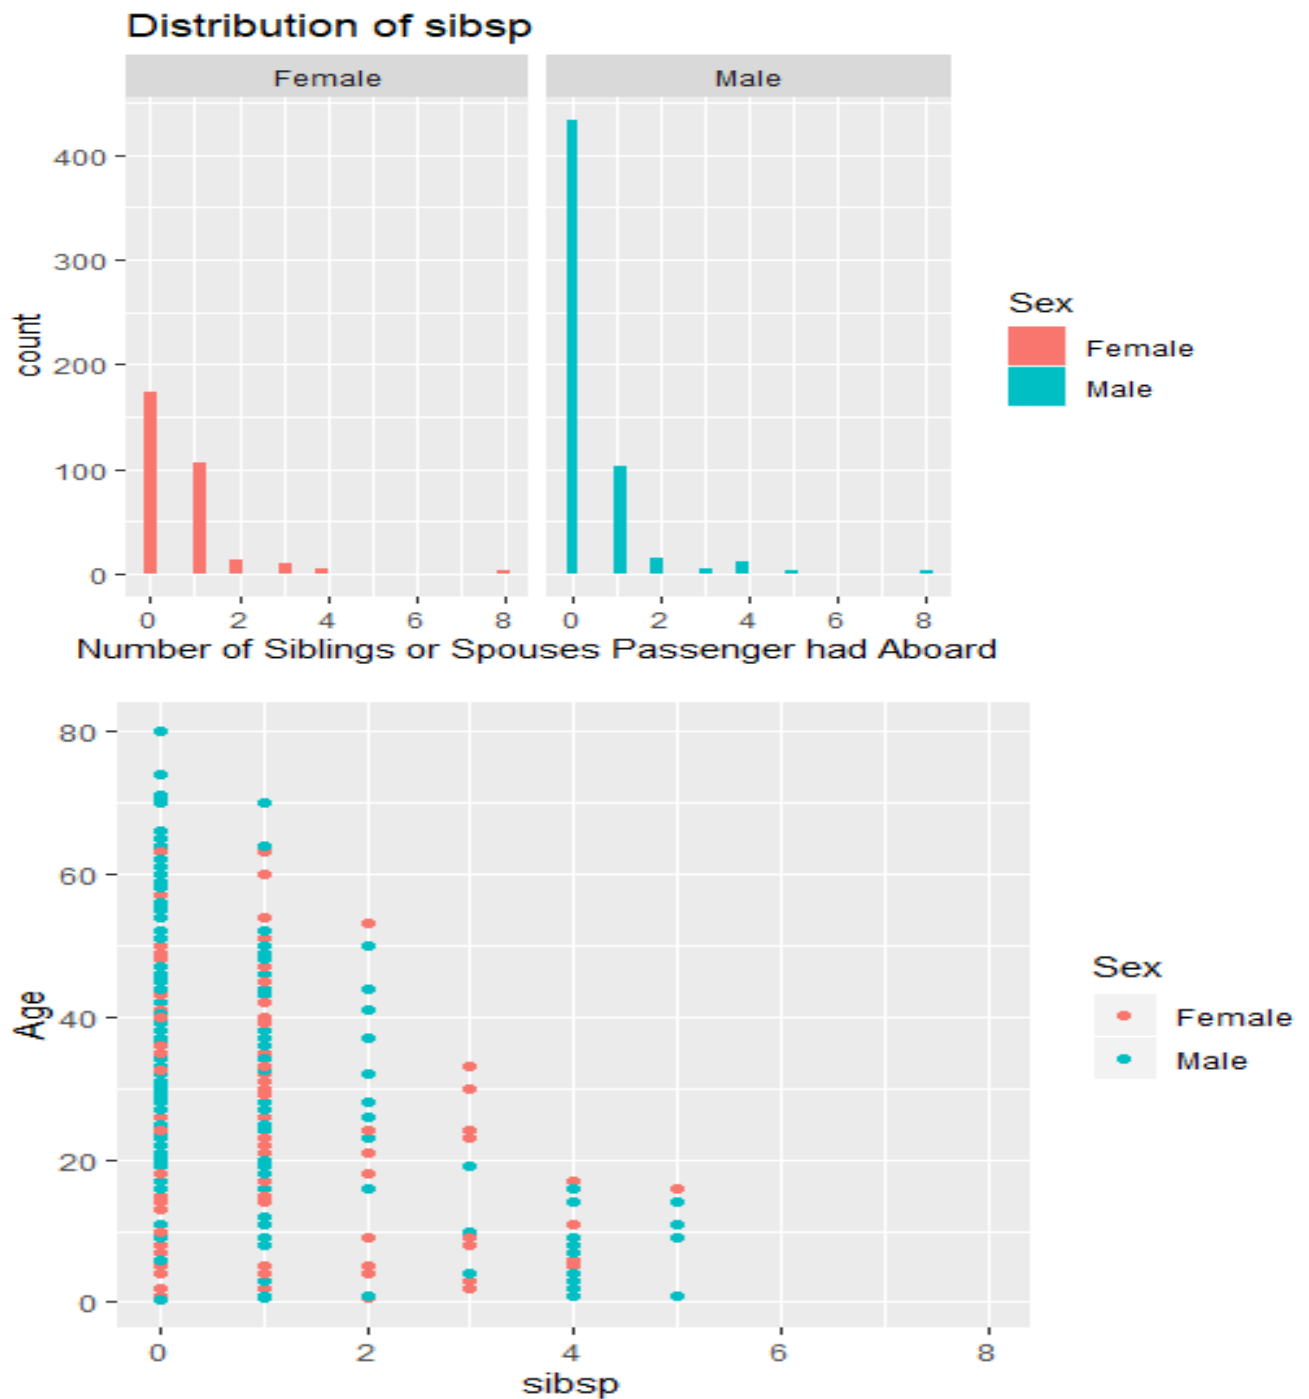 Distribution of sibsp
Female
Male
400
300
200
100
0
count
0 2 4 6 8
0 2 4 6 8
Number of Siblings or Spouses Passenger had Aboard
Sex
Female
Male
80
60
40
20
0
Age
0 2 4 6 8
sibsp
Sex
Female
Male